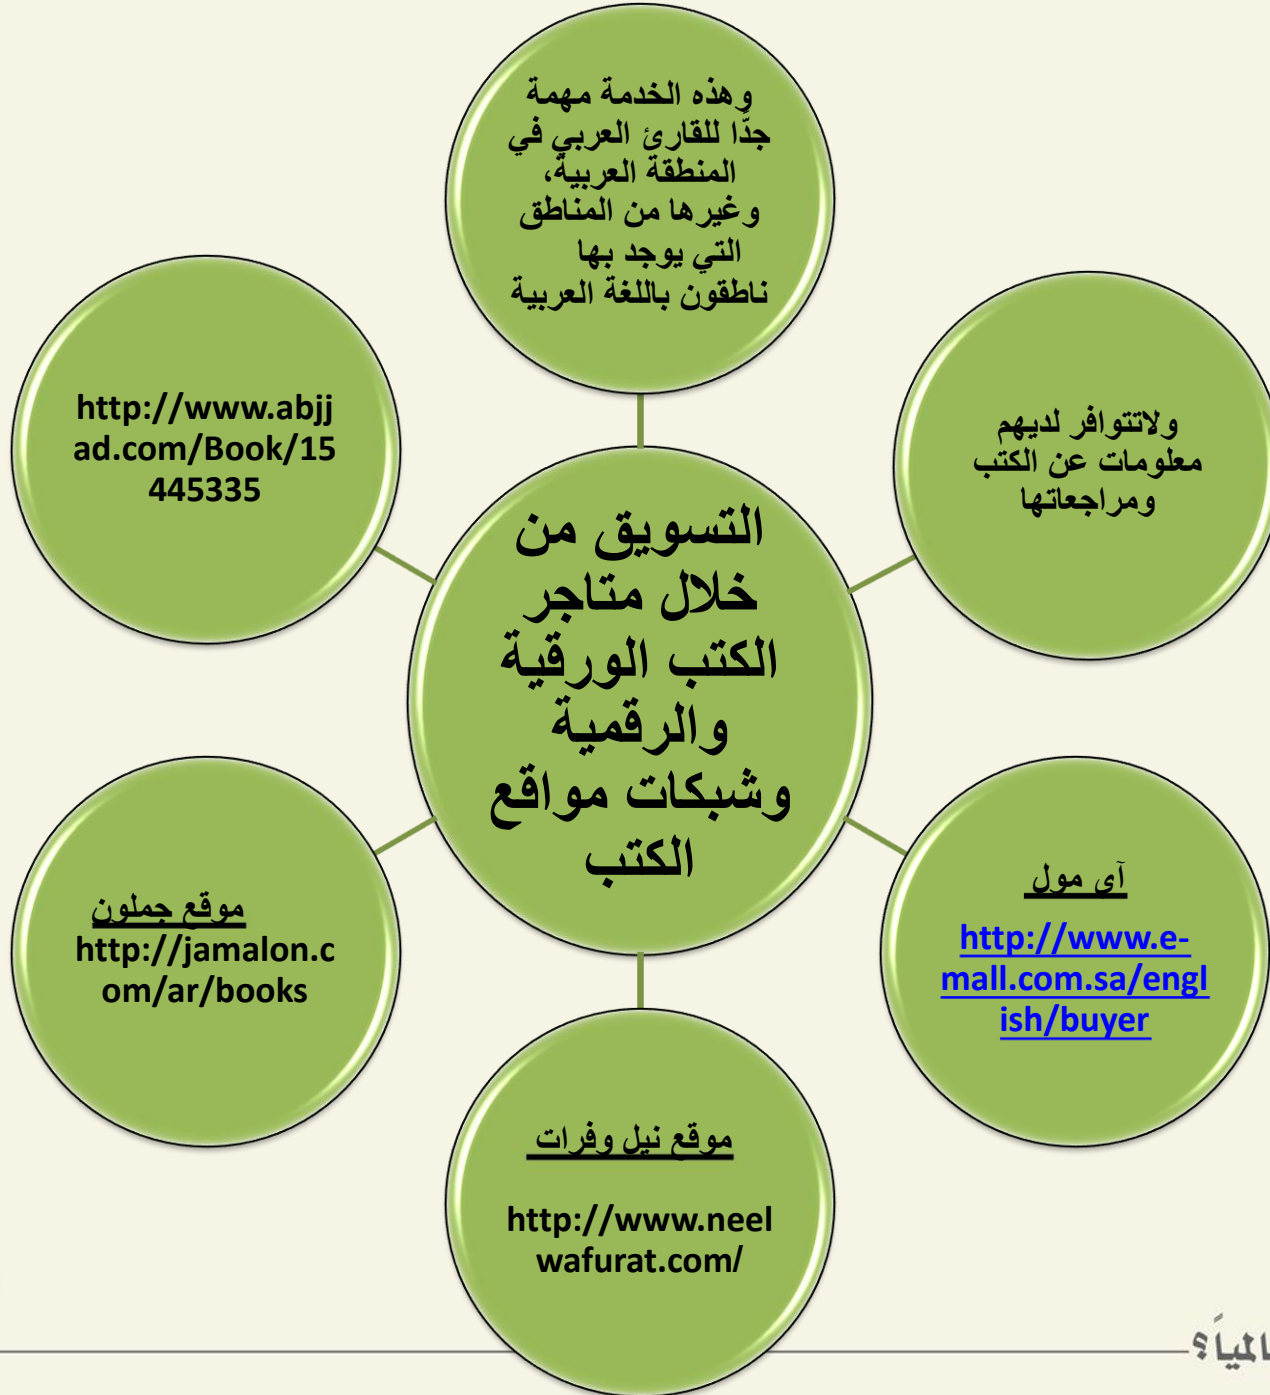 وهذه الخدمة مهمة
جدًّا للقارئ العربي في
المنطقة العربية،
وغيرها من المناطق
التي يوجد بها
ناطقون باللغة العربية
ولاتتوافر لديهم
معلومات عن الكتب
ومراجعاتها
آي مول
http://www.e-
mall.com.sa/engl
ish/buyer
موقع نيل وفرات
http://www.neel
wafurat.com/
موقع جملون
http://jamalon.c
om/ar/books
http://www.abjj
ad.com/Book/15
445335
التسويق من
خلال متاجر
الكتب الورقية
والرقمية
وشبكات مواقع
الكتب